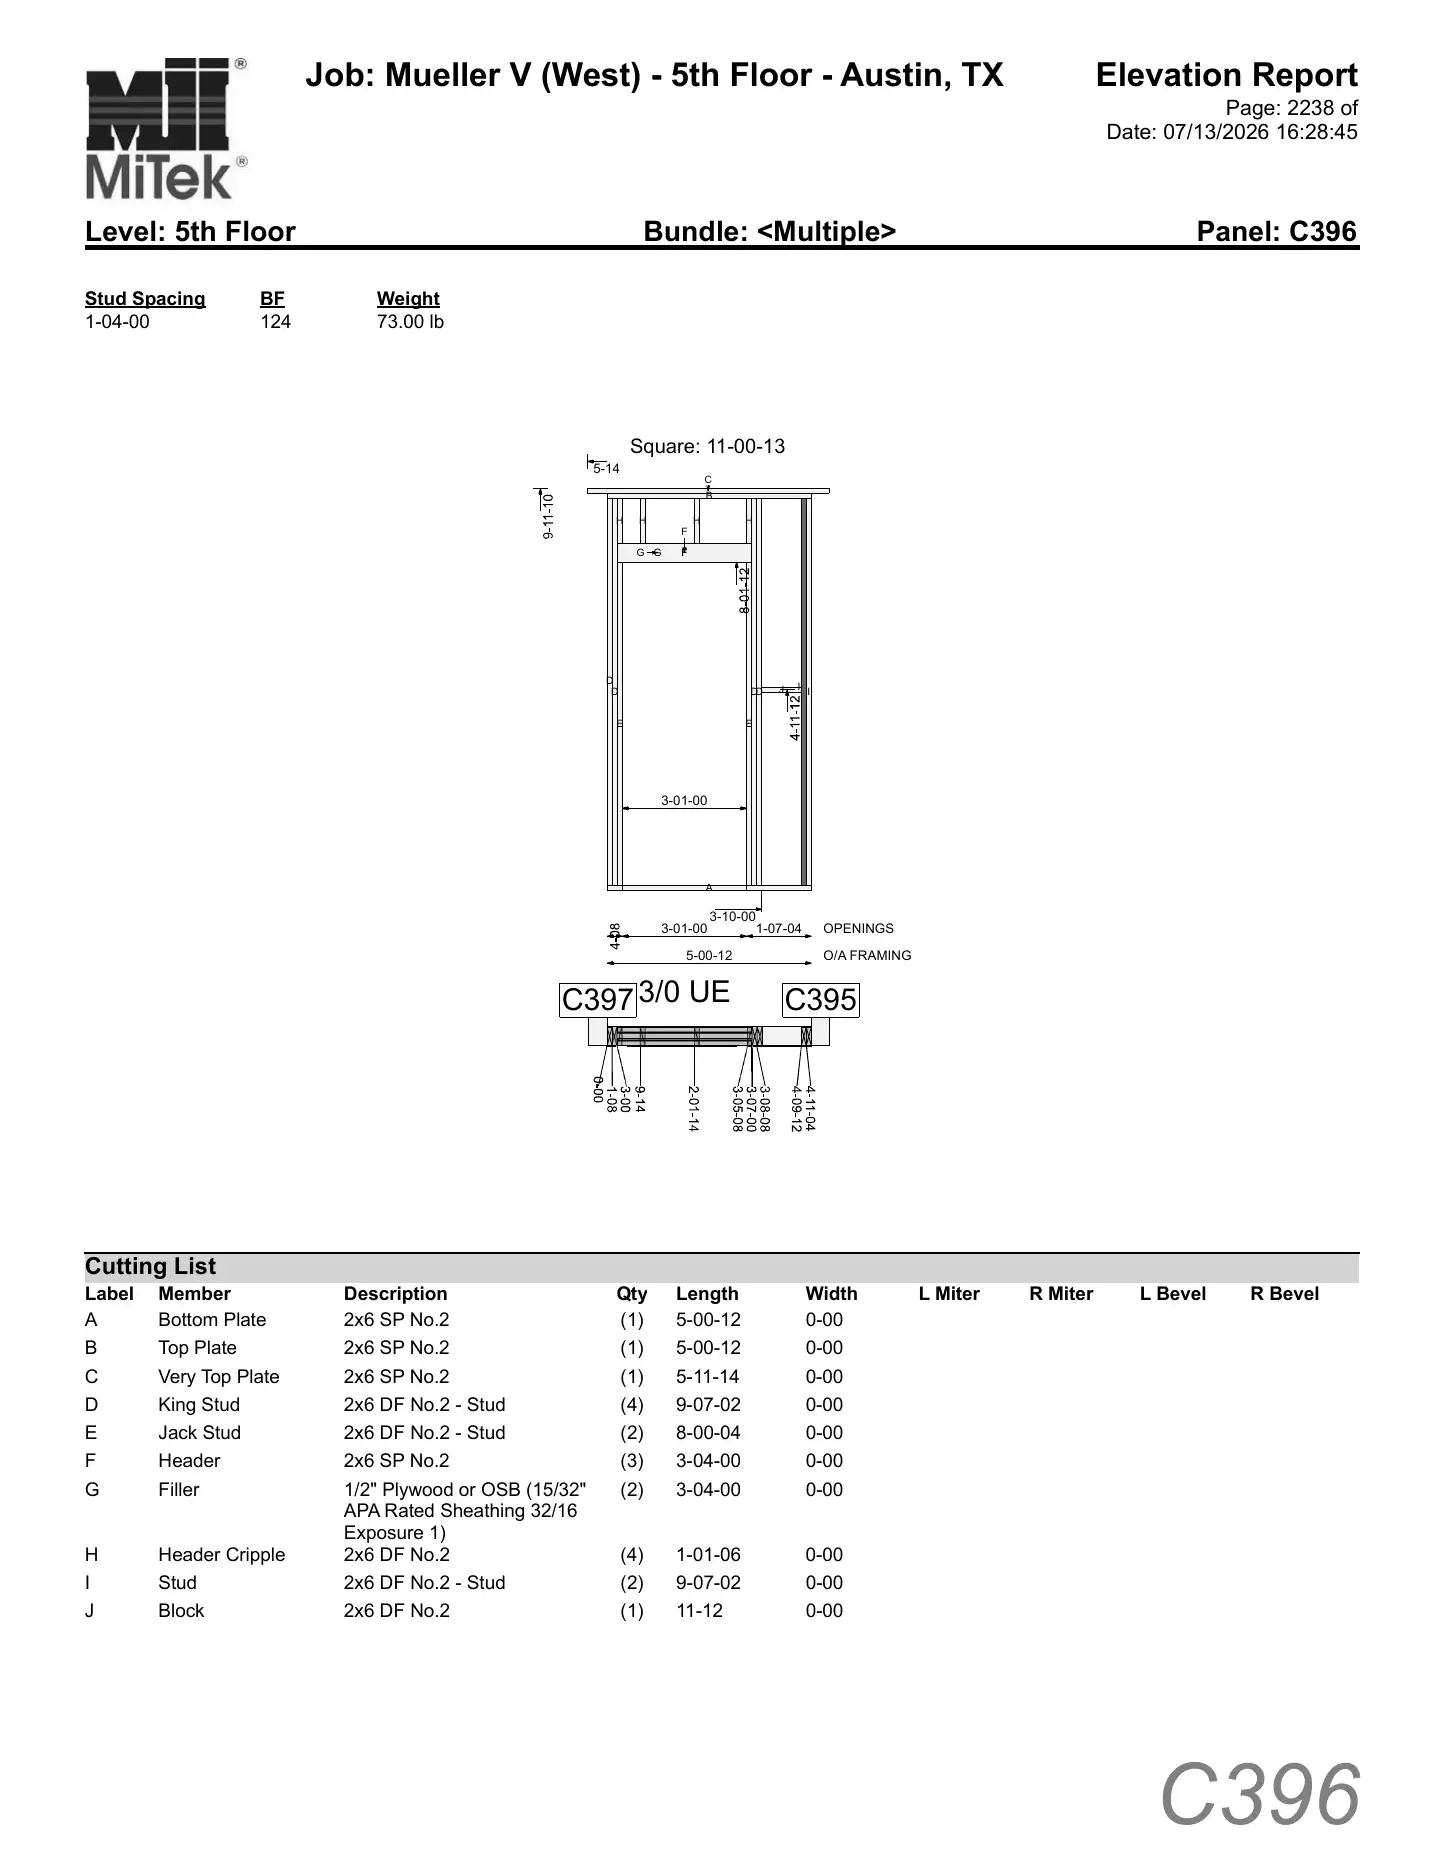 Job: Mueller V (West) - 5th Floor - Austin, TX
Elevation Report
Page: 2238 of
Date: 07/13/2026 16:28:45
MiTek®
Level: 5th Floor Bundle: <Multiple> Panel: C396
Stud Spacing BF Weight
1-04-00 124 73.00 lb
Square: 11-00-13
5-14
C
B
9-11-10
F
G G F
8-01-12
D
D D D J I I
4-11-12
E E
3-01-00
A
3-10-00
4-08 3-01-00 1-07-04 OPENINGS
5-00-12 O/A FRAMING
C397 3/0 UE C395
0-00 1-08 3-00 9-14 2-01-14 3-05-08 3-07-00 3-08-08 4-09-12 4-11-04
Cutting List
Label Member Description Qty Length Width L Miter R Miter L Bevel R Bevel
A Bottom Plate 2x6 SP No.2 (1) 5-00-12 0-00
B Top Plate 2x6 SP No.2 (1) 5-00-12 0-00
C Very Top Plate 2x6 SP No.2 (1) 5-11-14 0-00
D King Stud 2x6 DF No.2 - Stud (4) 9-07-02 0-00
E Jack Stud 2x6 DF No.2 - Stud (2) 8-00-04 0-00
F Header 2x6 SP No.2 (3) 3-04-00 0-00
G Filler 1/2" Plywood or OSB (15/32" (2) 3-04-00 0-00
APA Rated Sheathing 32/16
Exposure 1)
H Header Cripple 2x6 DF No.2 (4) 1-01-06 0-00
I Stud 2x6 DF No.2 - Stud (2) 9-07-02 0-00
J Block 2x6 DF No.2 (1) 11-12 0-00
C396